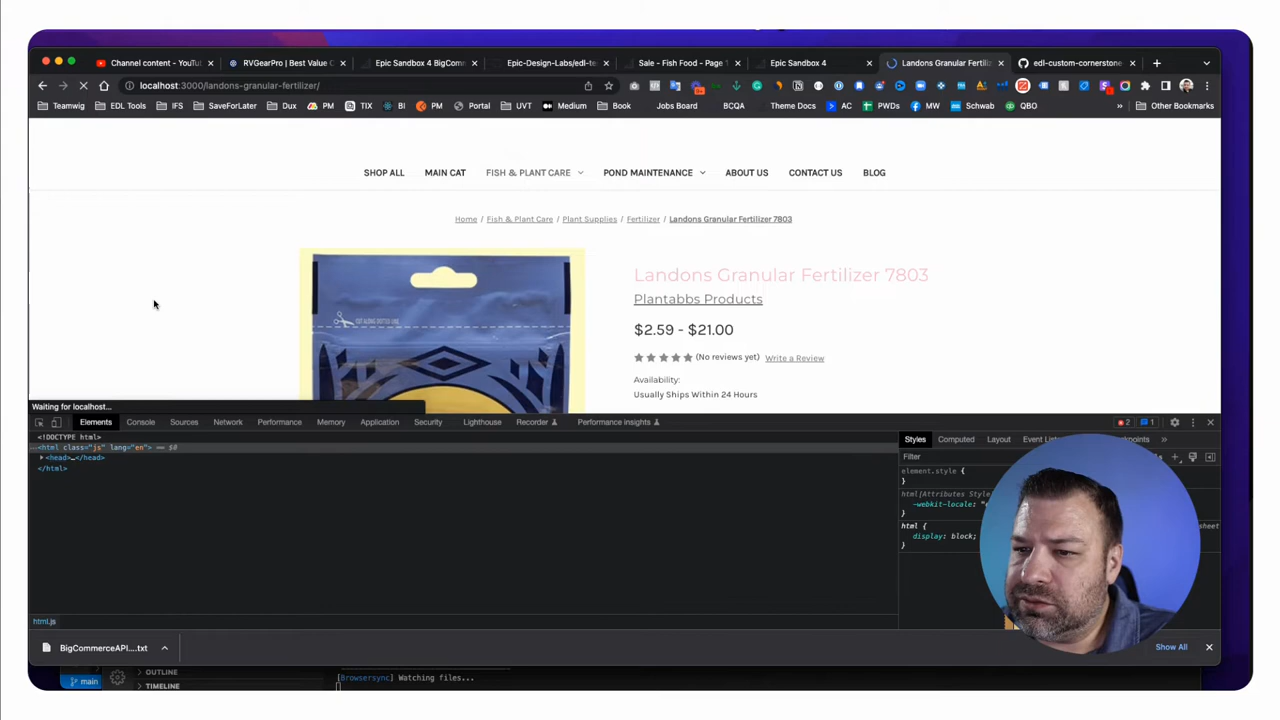 Channel content - YouTu
RVGearPro | Best Value C
Epic Sandbox 4 BigComm
Epic-Design-Labs/edl-te
Sale - Fish Food - Page 1
Epic Sandbox 4
Landons Granular Fertiliz
edl-custom-cornerstone
localhost:3000/landons-granular-fertilizer/
Teamwig
EDL Tools
IFS
SaveForLater
Dux
PM
TIX
BI
PM
Portal
UVT
Medium
Book
Jobs Board
BCQA
Theme Docs
AC
PWDs
MW
Schwab
QBO
Other Bookmarks
SHOP ALL
MAIN CAT
FISH & PLANT CARE
POND MAINTENANCE
ABOUT US
CONTACT US
BLOG
Home / Fish & Plant Care / Plant Supplies / Fertilizer / Landons Granular Fertilizer 7803
Landons Granular Fertilizer 7803
Plantabbs Products
$2.59 - $21.00
(No reviews yet) Write a Review
Availability:
Usually Ships Within 24 Hours
Waiting for localhost...
Elements
Console
Sources
Network
Performance
Memory
Application
Security
Lighthouse
Recorder
Performance insights
2
1
<!DOCTYPE html>
<html class="js" lang="en"> == $0
<head>…</head>
</html>
Styles
Computed
Layout
Filter
element.style {
}
html[Attributes Style]
-webkit-locale:
}
html {
display: block;
}
html.js
BigCommerceAPI....txt
Show All
main
OUTLINE
TIMELINE
[Browsersync] Watching files...